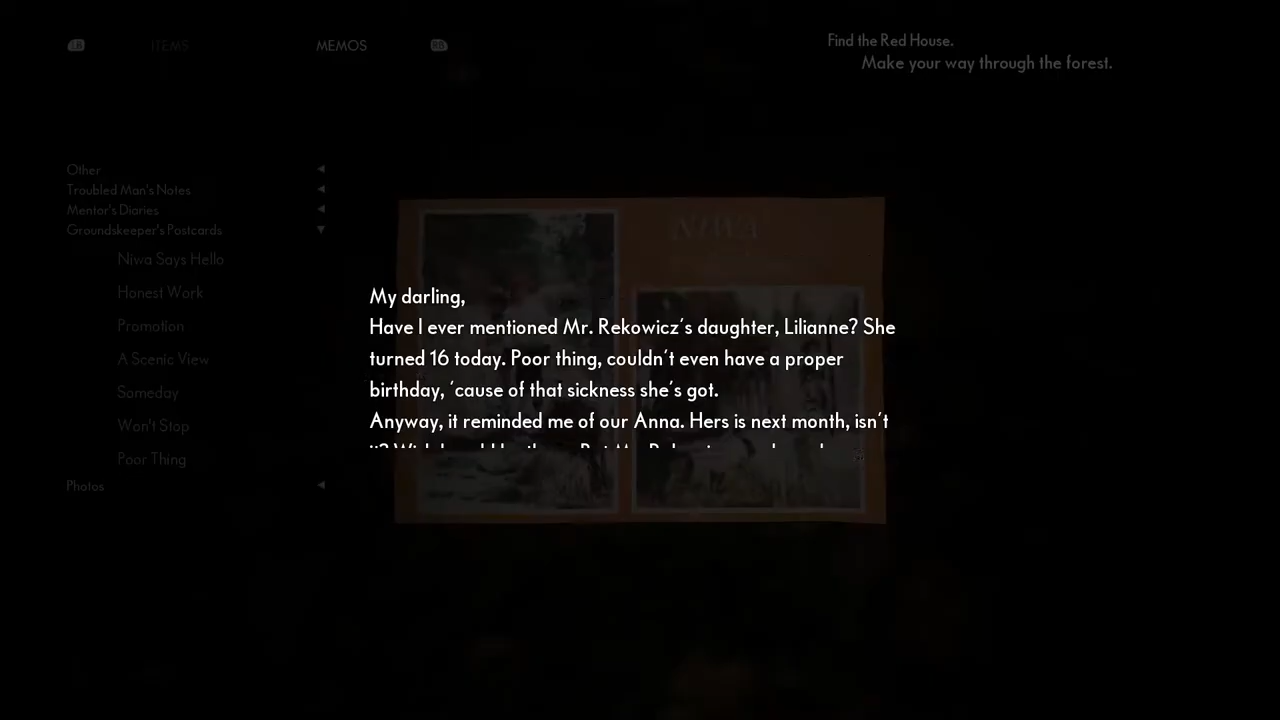 LB ITEMS MEMOS RB
Find the Red House.
Make your way through the forest.
Other
Troubled Man's Notes
Mentor's Diaries
Groundskeeper's Postcards
Niwa Says Hello
Honest Work
Promotion
A Scenic View
Someday
Won't Stop
Poor Thing
Photos
NIWA
My darling,
Have I ever mentioned Mr. Rekowicz's daughter, Lilianne? She
turned 16 today. Poor thing, couldn't even have a proper
birthday, 'cause of that sickness she's got.
Anyway, it reminded me of our Anna. Hers is next month, isn't